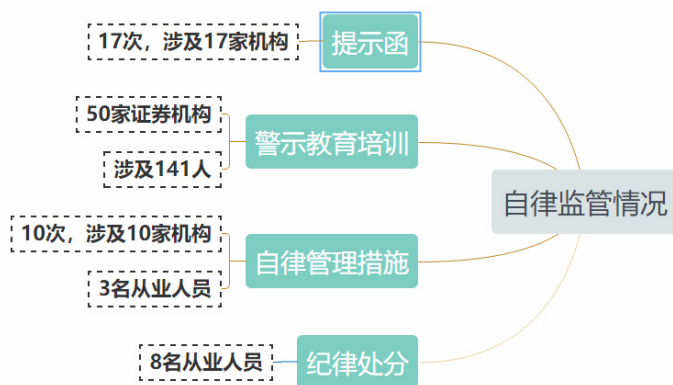 17次，涉及17家机构
提示函
50家证券机构
警示教育培训
涉及141人
自律监管情况
10次，涉及10家机构
自律管理措施
3名从业人员
8名从业人员
纪律处分